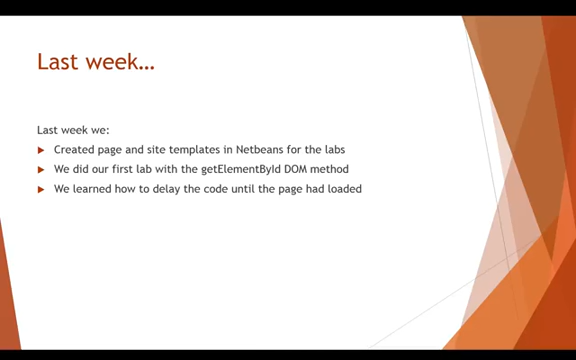 Last week…
Last week we:
Created page and site templates in Netbeans for the labs
We did our first lab with the getElementById DOM method
We learned how to delay the code until the page had loaded